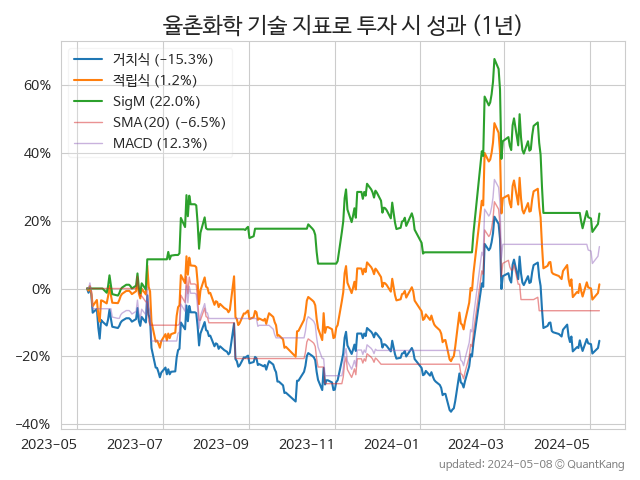 율촌화학 기술 지표로 투자 시 성과 (1년)
거치식 (−15.3%)
적립식 (1.2%)
SigM (22.0%)
SMA(20) (−6.5%)
MACD (12.3%)
60%
40%
20%
0%
−20%
−40%
2023−05 2023−07 2023−09 2023−11 2024−01 2024−03 2024−05
updated: 2024-05-08 © QuantKang